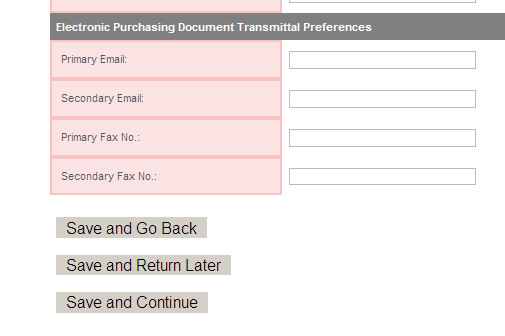 Electronic Purchasing Document Transmittal Preferences
Primary Email:
Secondary Email:
Primary Fax No.:
Secondary Fax No.:
Save and Go Back
Save and Return Later
Save and Continue